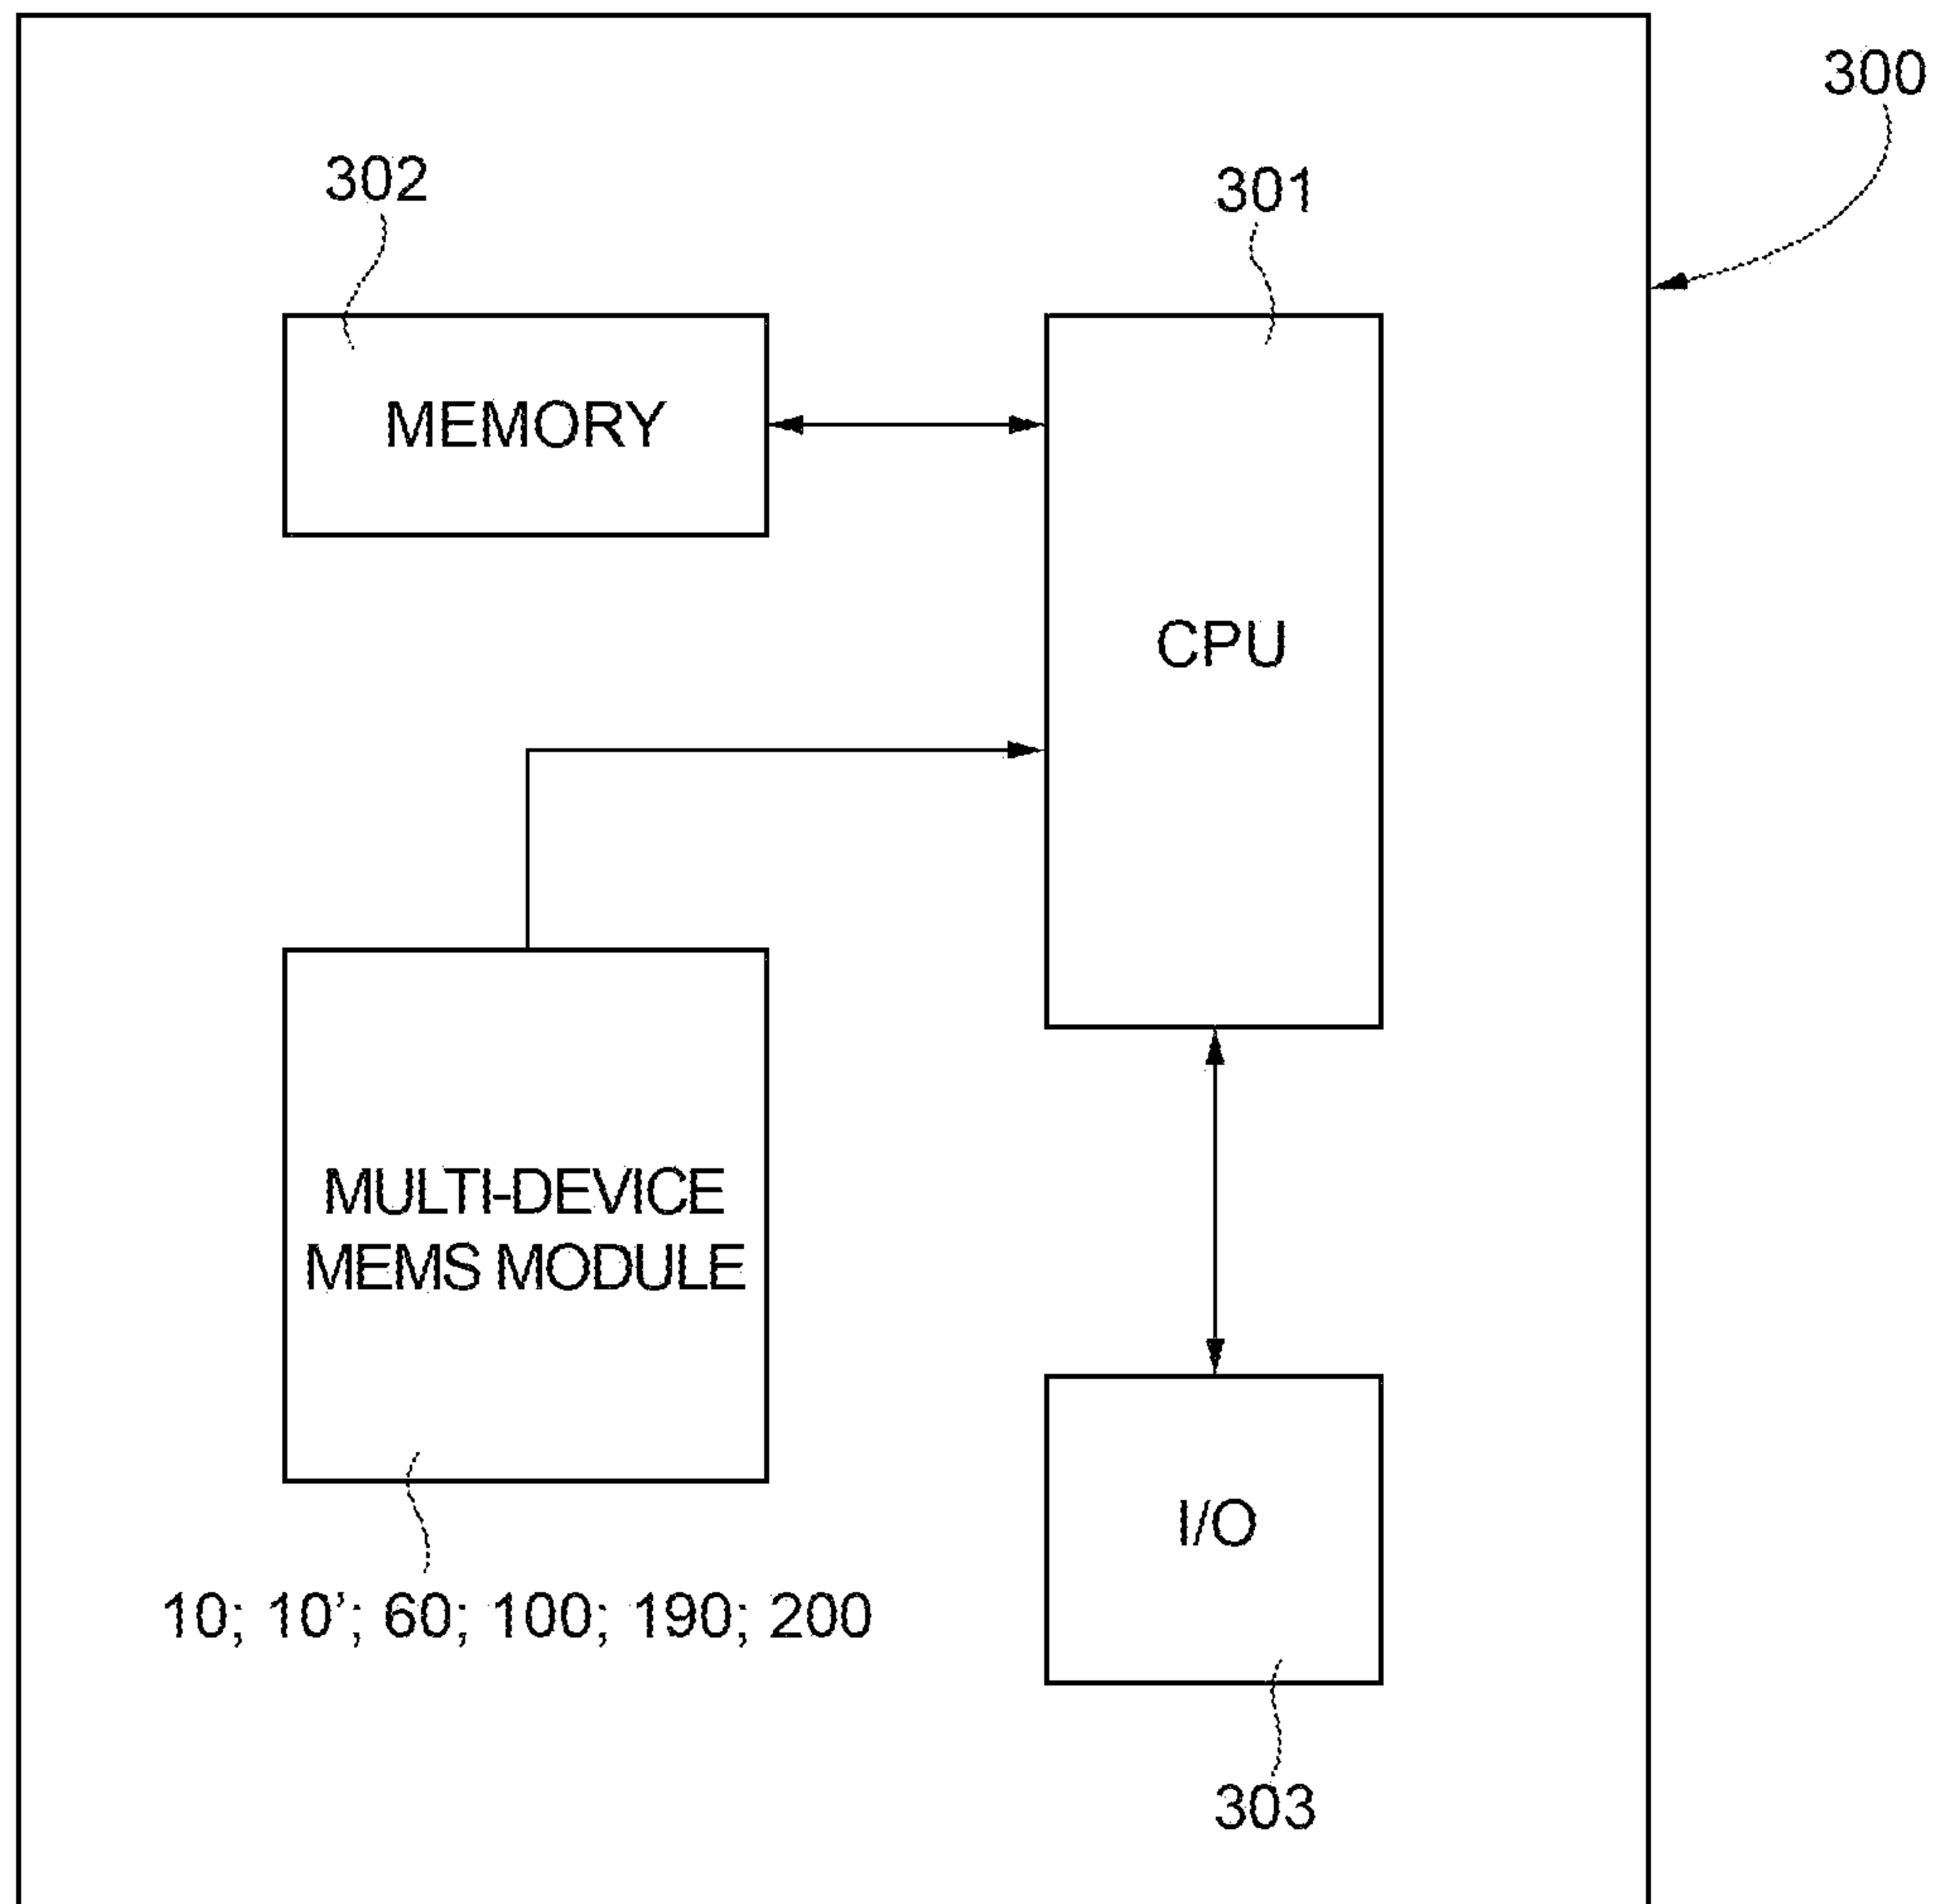 300
302
301
MEMORY
CPU
MULTI-DEVICE
MEMS MODULE
I/O
10; 10'; 60; 100; 190; 200
303